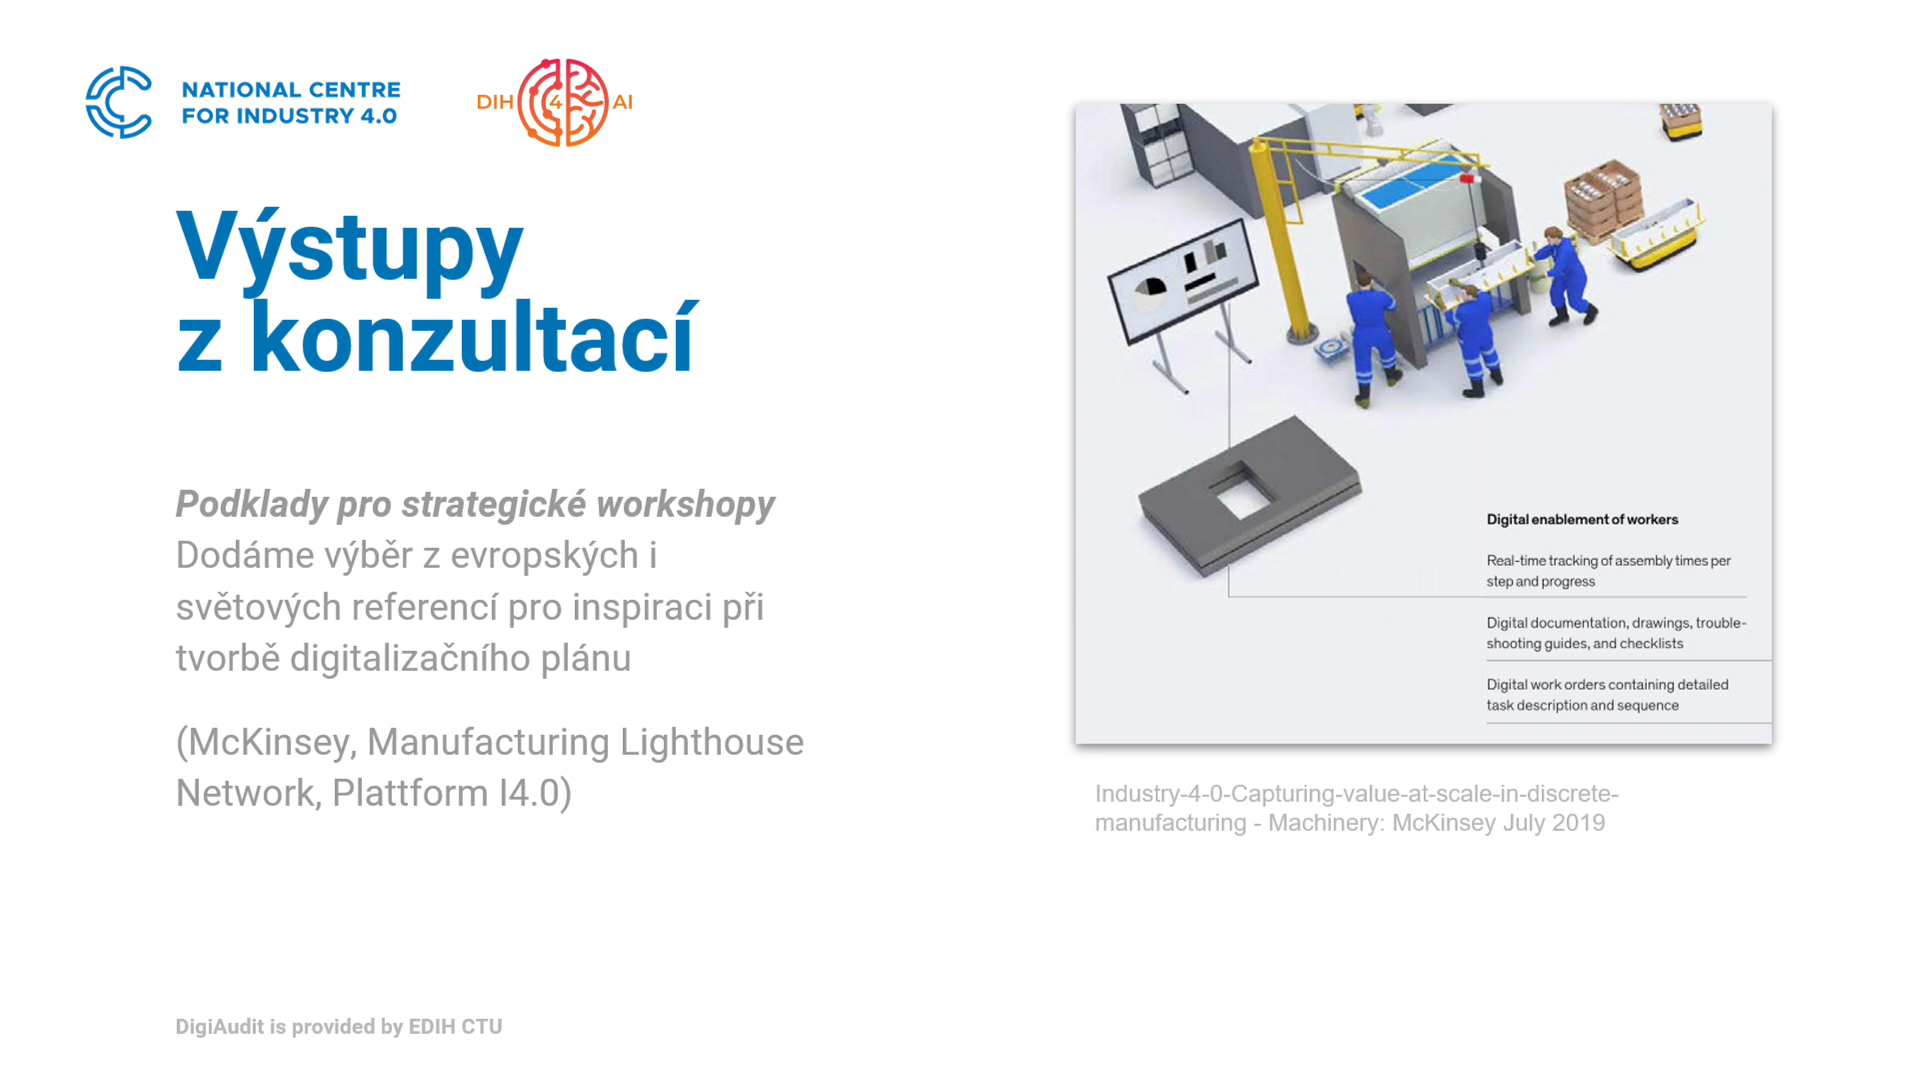 NATIONAL CENTRE
FOR INDUSTRY 4.0
DIH 4 AI
Výstupy
z konzultací
Podklady pro strategické workshopy
Dodáme výběr z evropských i
světových referencí pro inspiraci při
tvorbě digitalizačního plánu
(McKinsey, Manufacturing Lighthouse
Network, Plattform I4.0)
Digital enablement of workers
Real-time tracking of assembly times per
step and progress
Digital documentation, drawings, trouble-
shooting guides, and checklists
Digital work orders containing detailed
task description and sequence
Industry-4-0-Capturing-value-at-scale-in-discrete-
manufacturing - Machinery: McKinsey July 2019
DigiAudit is provided by EDIH CTU